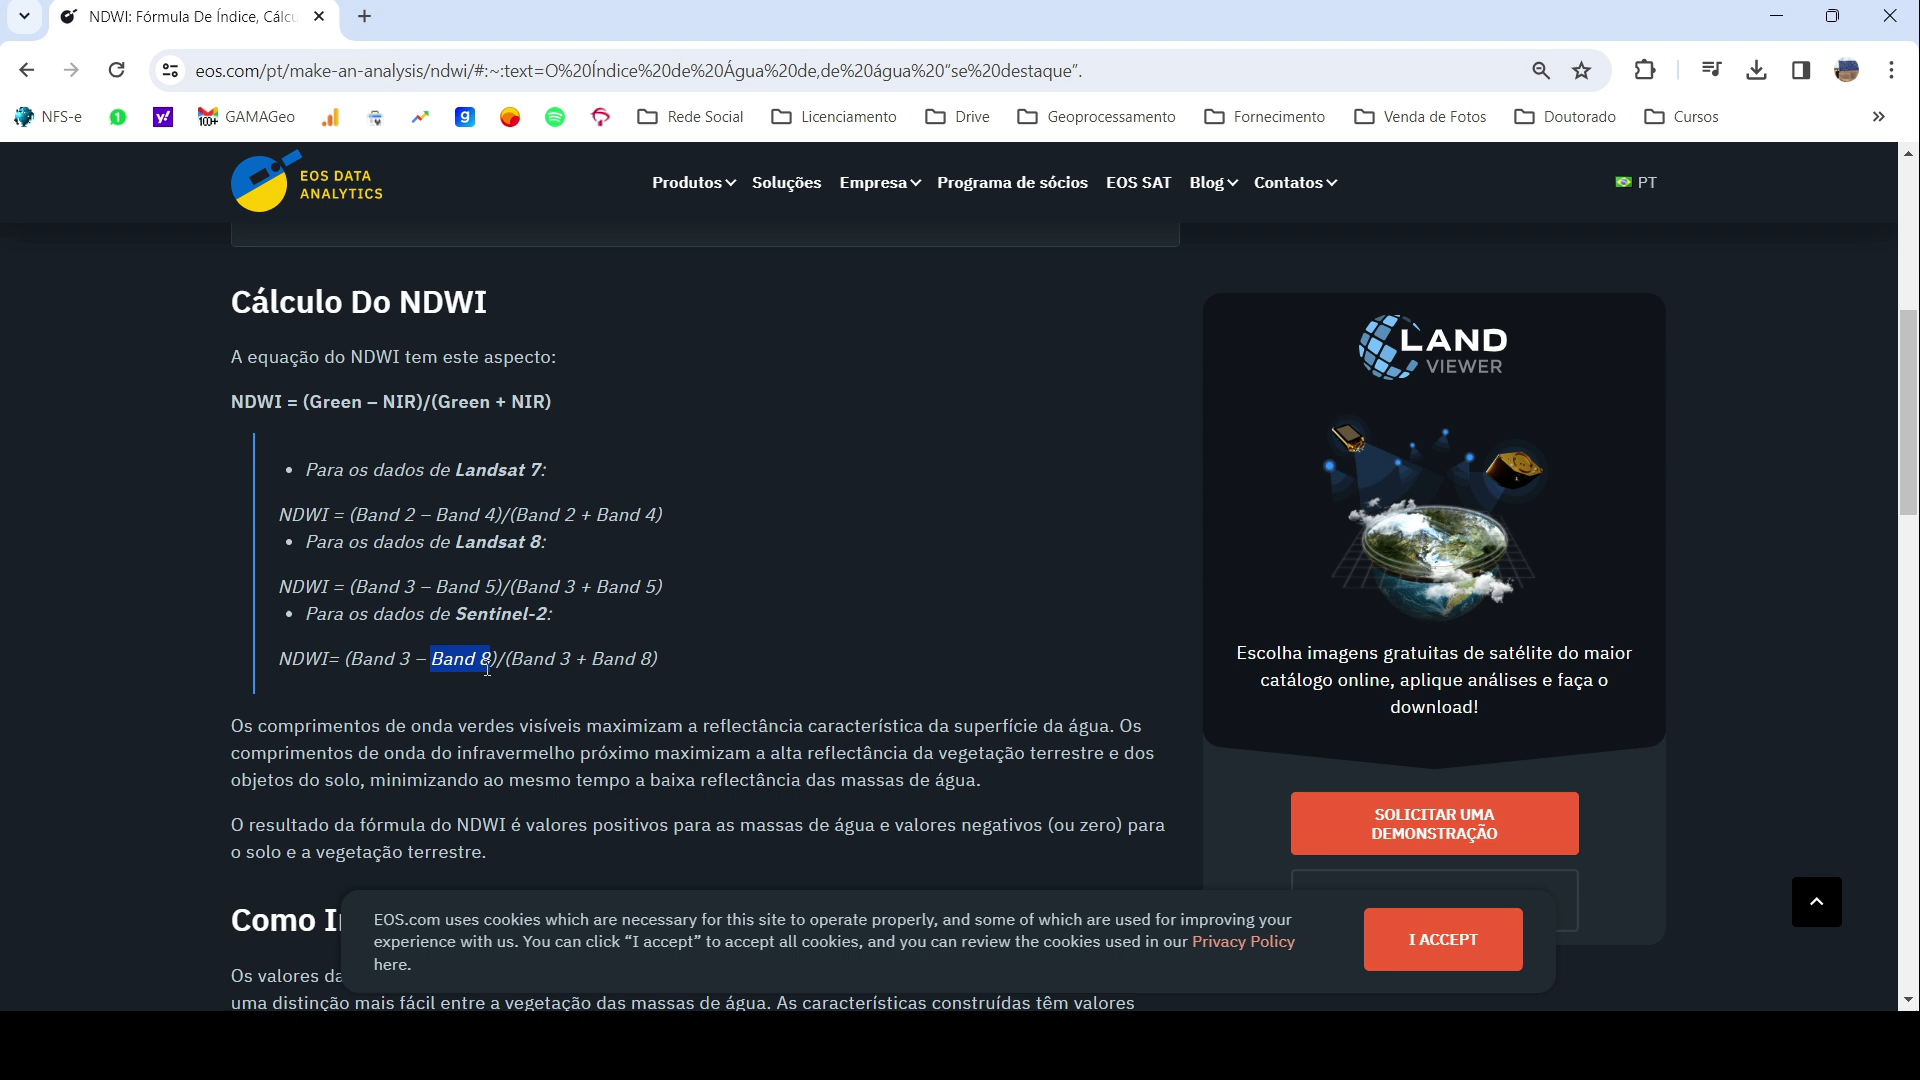 NDWI: Fórmula De Índice, Cálcu
eos.com/pt/make-an-analysis/ndwi/#:~:text=O%20Índice%20de%20Água%20de,de%20água%20"se%20destaque".
NFS-e
1
y!
100+
GAMAGeo
g
Rede Social
Licenciamento
Drive
Geoprocessamento
Fornecimento
Venda de Fotos
Doutorado
Cursos
»
EOS DATA
ANALYTICS
Produtos
Soluções
Empresa
Programa de sócios
EOS SAT
Blog
Contatos
PT
Cálculo Do NDWI
A equação do NDWI tem este aspecto:
NDWI = (Green – NIR)/(Green + NIR)
• Para os dados de Landsat 7:
NDWI = (Band 2 – Band 4)/(Band 2 + Band 4)
• Para os dados de Landsat 8:
NDWI = (Band 3 – Band 5)/(Band 3 + Band 5)
• Para os dados de Sentinel-2:
NDWI= (Band 3 – Band 8)/(Band 3 + Band 8)
Os comprimentos de onda verdes visíveis maximizam a reflectância característica da superfície da água. Os
comprimentos de onda do infravermelho próximo maximizam a alta reflectância da vegetação terrestre e dos
objetos do solo, minimizando ao mesmo tempo a baixa reflectância das massas de água.
O resultado da fórmula do NDWI é valores positivos para as massas de água e valores negativos (ou zero) para
o solo e a vegetação terrestre.
Como I
Os valores da
uma distinção mais fácil entre a vegetação das massas de água. As características construídas têm valores
LAND
VIEWER
Escolha imagens gratuitas de satélite do maior
catálogo online, aplique análises e faça o
download!
SOLICITAR UMA
DEMONSTRAÇÃO
EOS.com uses cookies which are necessary for this site to operate properly, and some of which are used for improving your
experience with us. You can click “I accept” to accept all cookies, and you can review the cookies used in our Privacy Policy
here.
I ACCEPT